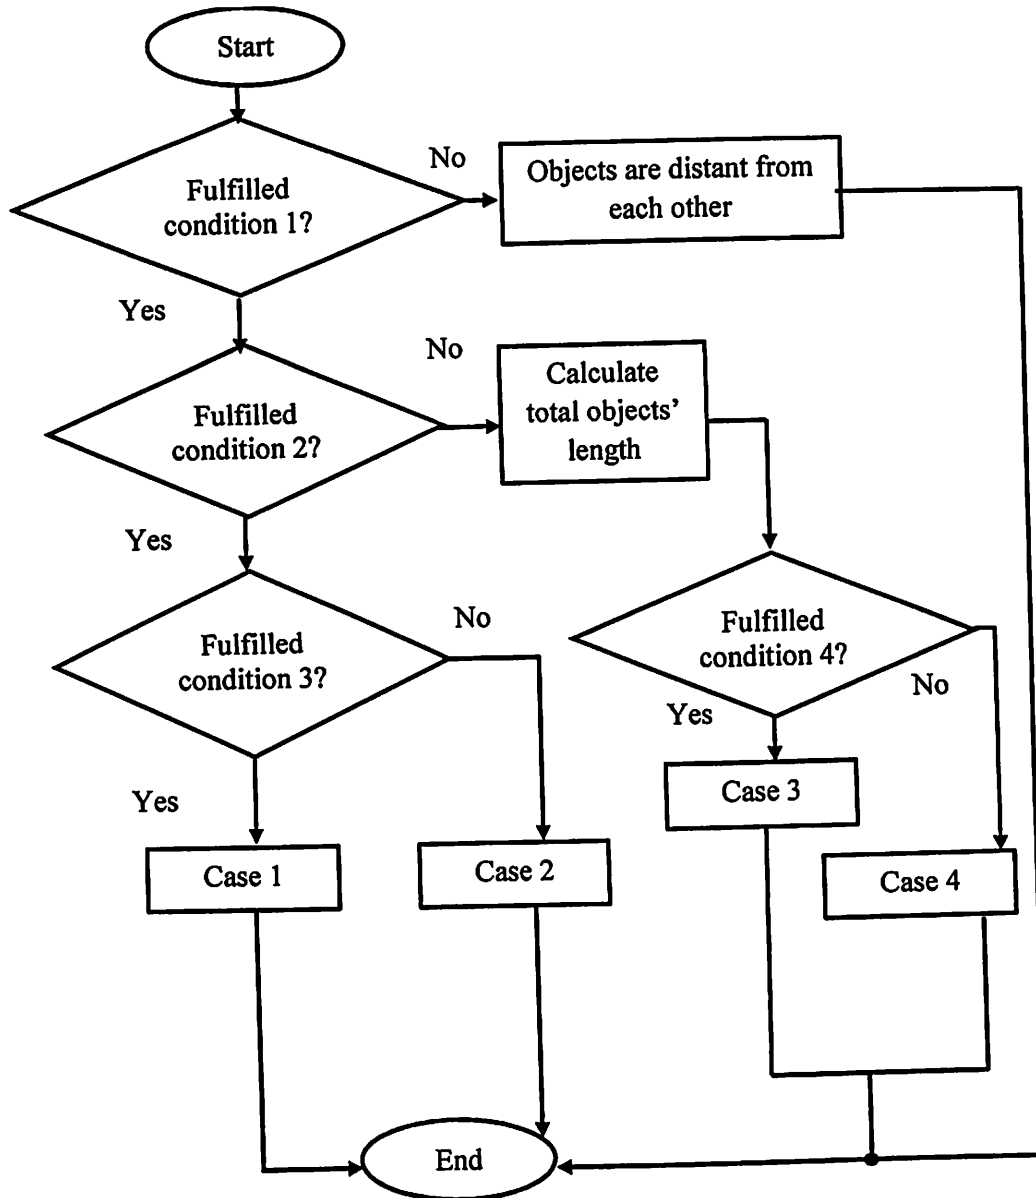 Start
Fulfilled
condition 1?
No
Objects are distant from
each other
Yes
Fulfilled
condition 2?
No
Calculate
total objects’
length
Yes
Fulfilled
condition 3?
No
Fulfilled
condition 4?
No
Yes
Case 3
Yes
Case 1
Case 2
Case 4
End